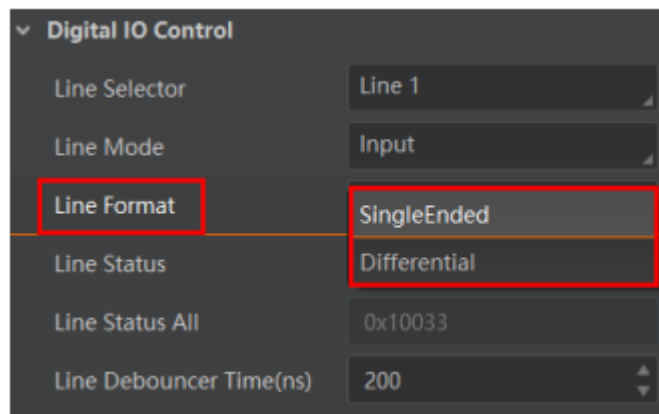 Digital IO Control
Line Selector Line 1
Line Mode Input
Line Format SingleEnded
Differential
Line Status
Line Status All 0x10033
Line Debouncer Time(ns) 200